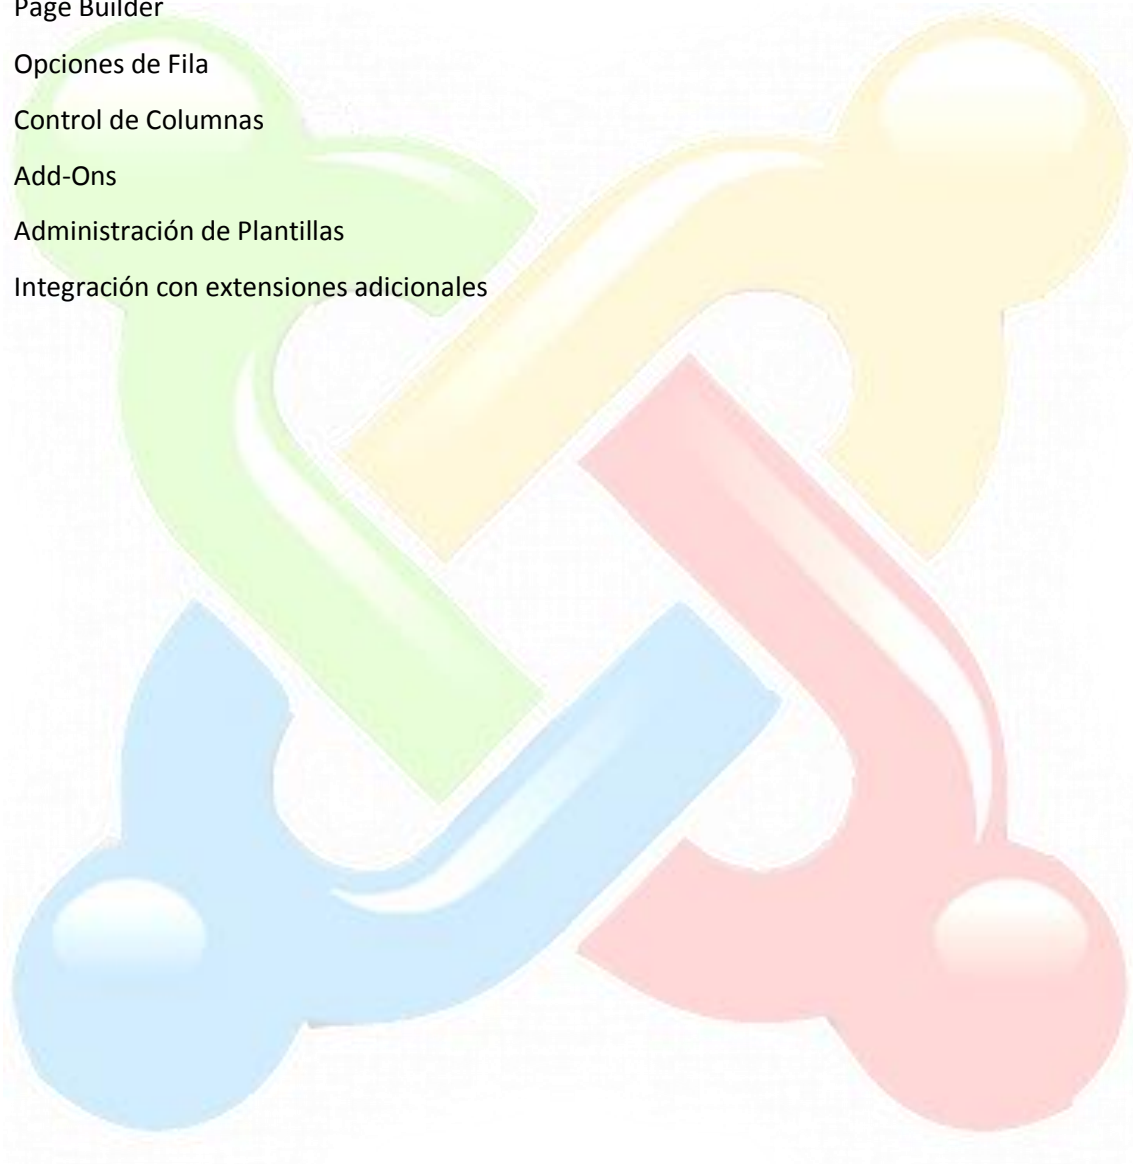 Page Builder
Opciones de Fila
Control de Columnas
Add-Ons
Administración de Plantillas
Integración con extensiones adicionales